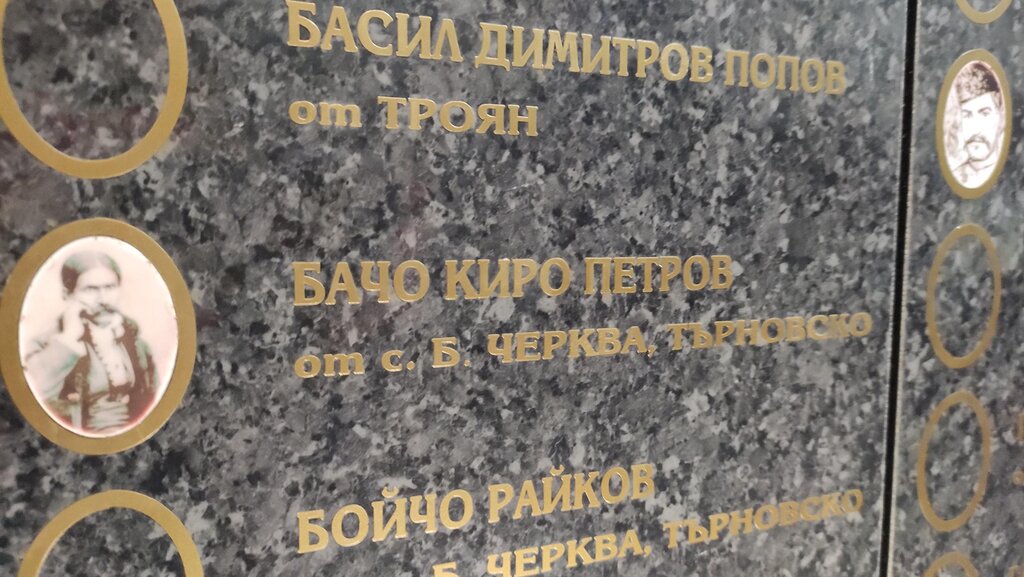 БАСИЛ ДИМИТРОВ ПОПОВ
от ТРОЯН
БАЧО КИРО ПЕТРОВ
от с. Б. ЧЕРКВА, ТЪРНОВСКО
БОЙЧО РАЙКОВ
Б. ЧЕРКВА, ТЪРНОВСКО